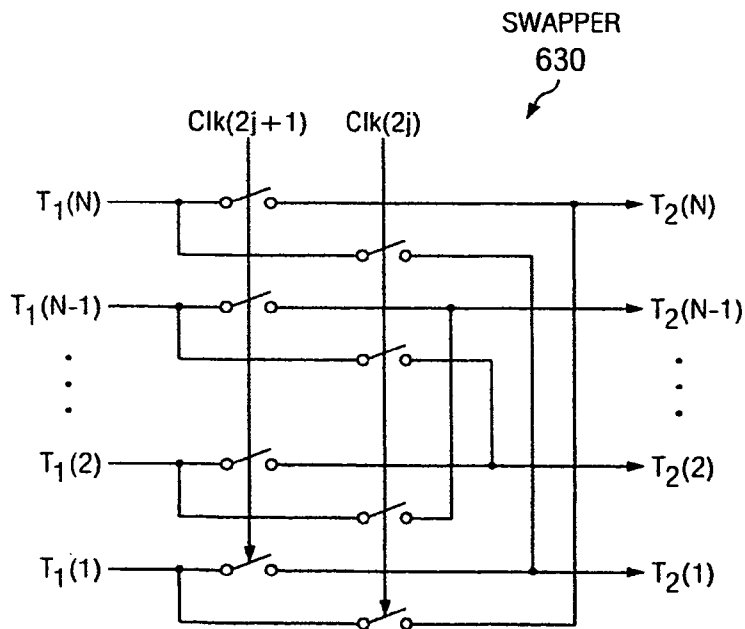 SWAPPER
630
Clk(2j+1) Clk(2j)
T₁(N) T₂(N)
T₁(N-1) T₂(N-1)
T₁(2) T₂(2)
T₁(1) T₂(1)